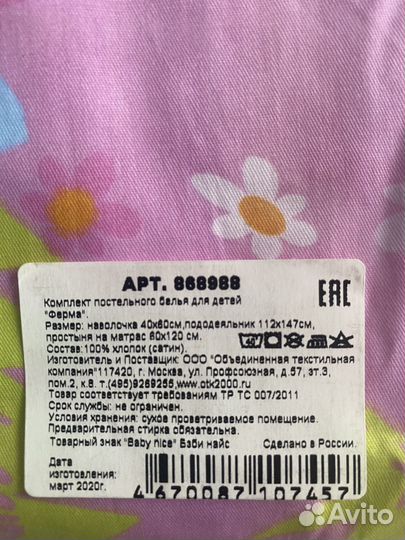 АРТ. 868988
EAC
Комплект постельного белья для детей
"Ферма".
Размер: наволочка 40х60см,пододеяльник 112х147см,
простыня на матрас 60х120 см.
Состав:100% хлопок (сатин).
Изготовитель и Поставщик: ООО "Объединенная текстильная
компания"117420, г. Москва, ул. Профсоюзная, д.57, эт.3,
пом.2, к.8. т.(495)9269255,www.otk2000.ru
Товар соответствует требованиям ТР ТС 007/2011
Срок службы: не ограничен.
Условия хранения: сухое проветриваемое помещение.
Предварительная стирка обязательна.
Товарный знак "Baby nice" Бэби найс Сделано в России.
Дата
изготовления:
март 2020г.
4 670087 107457
Avito